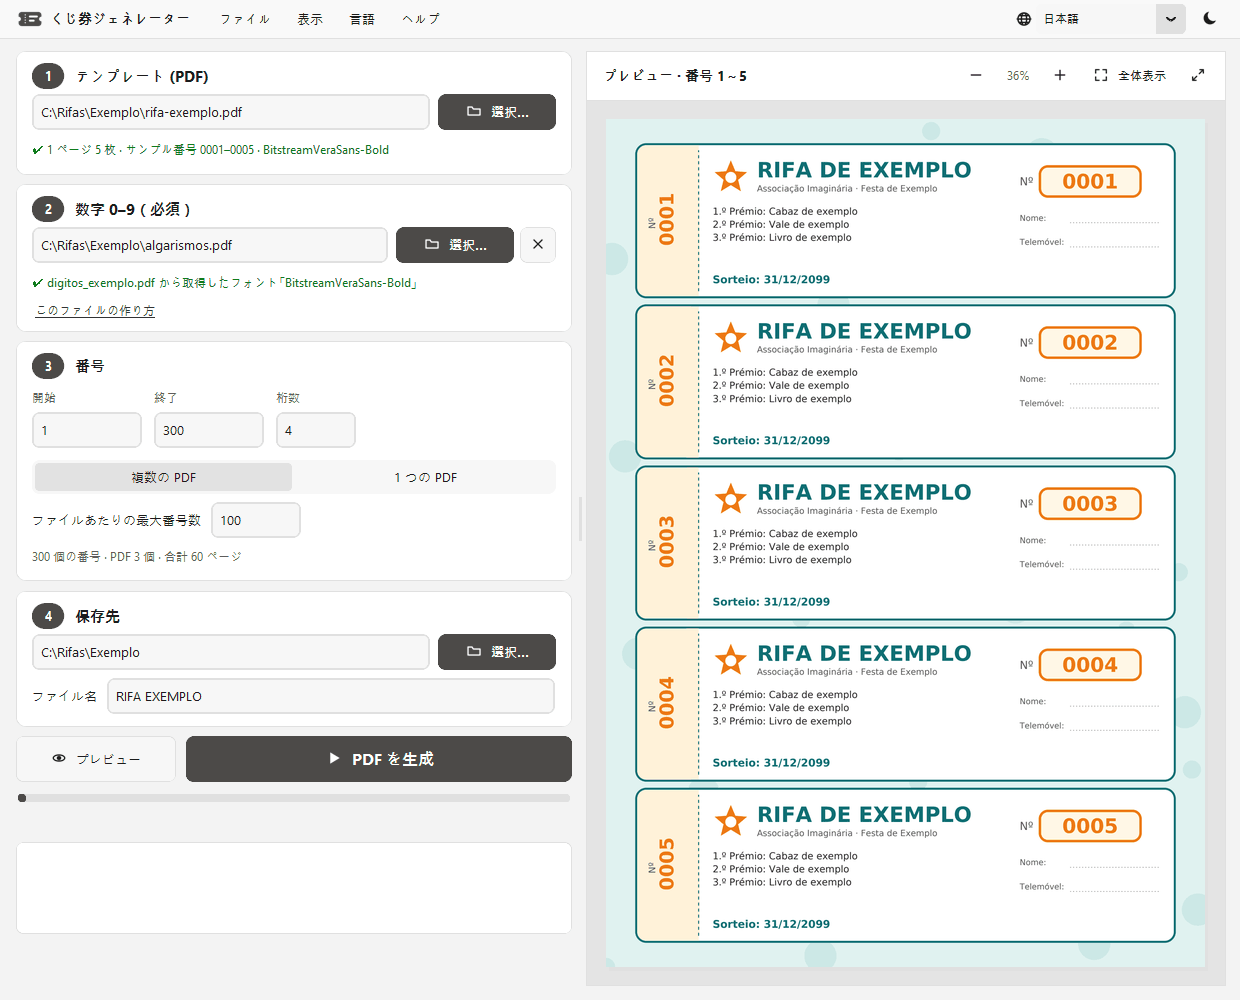 くじ券ジェネレーター ファイル 表示 言語 ヘルプ 日本語
1 テンプレート (PDF)
C:\Rifas\Exemplo\rifa-exemplo.pdf 選択...
✔ 1 ページ 5 枚 · サンプル番号 0001–0005 · BitstreamVeraSans-Bold
2 数字 0–9 ( 必須 )
C:\Rifas\Exemplo\algarismos.pdf 選択...
✔ digitos_exemplo.pdf から取得したフォント「BitstreamVeraSans-Bold」
このファイルの作り方
3 番号
開始 終了 桁数
1 300 4
複数の PDF 1 つの PDF
ファイルあたりの最大番号数 100
300 個の番号 · PDF 3 個 · 合計 60 ページ
4 保存先
C:\Rifas\Exemplo 選択...
ファイル名 RIFA EXEMPLO
プレビュー PDF を生成
プレビュー · 番号 1 ~ 5 36% 全体表示
Nº 0001
RIFA DE EXEMPLO
Associação Imaginária · Festa de Exemplo
Nº 0001
1.º Prémio: Cabaz de exemplo
2.º Prémio: Vale de exemplo
3.º Prémio: Livro de exemplo
Nome:
Telemóvel:
Sorteio: 31/12/2099
Nº 0002
RIFA DE EXEMPLO
Associação Imaginária · Festa de Exemplo
Nº 0002
1.º Prémio: Cabaz de exemplo
2.º Prémio: Vale de exemplo
3.º Prémio: Livro de exemplo
Nome:
Telemóvel:
Sorteio: 31/12/2099
Nº 0003
RIFA DE EXEMPLO
Associação Imaginária · Festa de Exemplo
Nº 0003
1.º Prémio: Cabaz de exemplo
2.º Prémio: Vale de exemplo
3.º Prémio: Livro de exemplo
Nome:
Telemóvel:
Sorteio: 31/12/2099
Nº 0004
RIFA DE EXEMPLO
Associação Imaginária · Festa de Exemplo
Nº 0004
1.º Prémio: Cabaz de exemplo
2.º Prémio: Vale de exemplo
3.º Prémio: Livro de exemplo
Nome:
Telemóvel:
Sorteio: 31/12/2099
Nº 0005
RIFA DE EXEMPLO
Associação Imaginária · Festa de Exemplo
Nº 0005
1.º Prémio: Cabaz de exemplo
2.º Prémio: Vale de exemplo
3.º Prémio: Livro de exemplo
Nome:
Telemóvel:
Sorteio: 31/12/2099